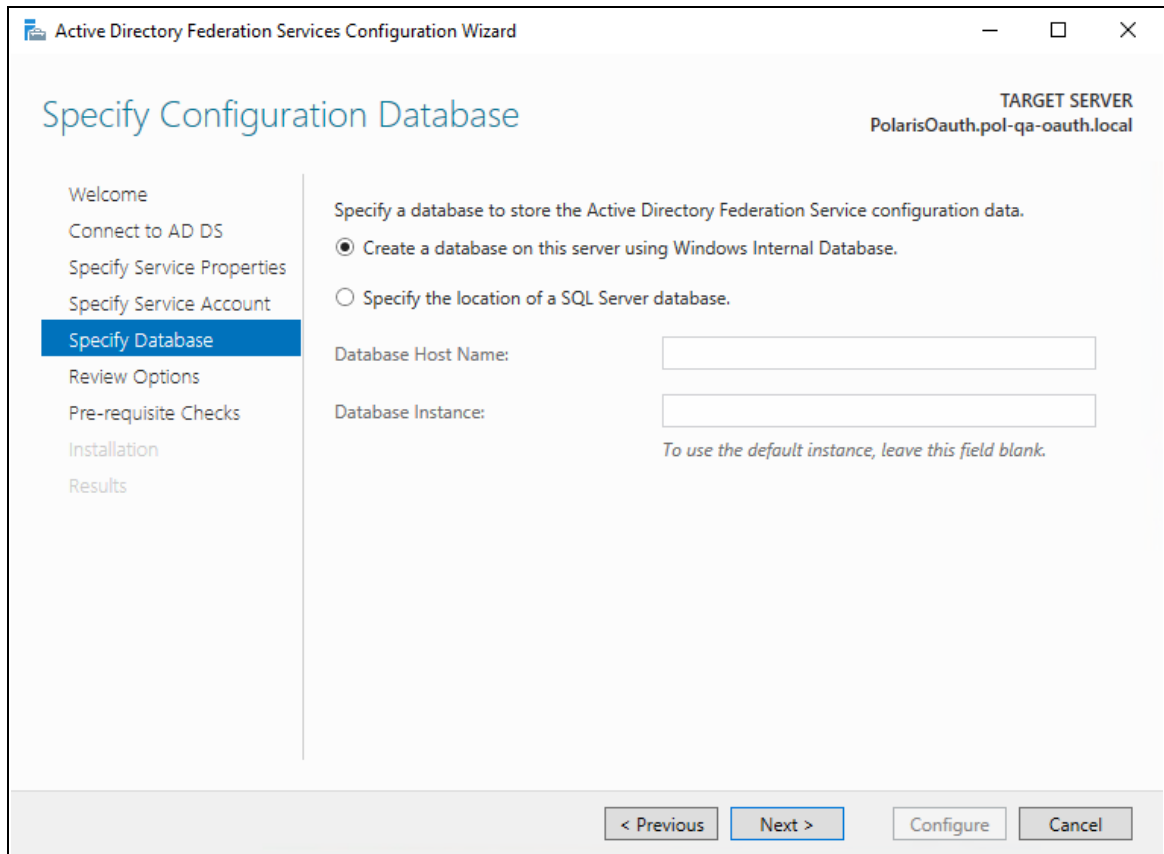 Active Directory Federation Services Configuration Wizard
Specify Configuration Database
TARGET SERVER
PolarisOauth.pol-qa-oauth.local
Welcome
Connect to AD DS
Specify Service Properties
Specify Service Account
Specify Database
Review Options
Pre-requisite Checks
Installation
Results
Specify a database to store the Active Directory Federation Service configuration data.
Create a database on this server using Windows Internal Database.
Specify the location of a SQL Server database.
Database Host Name:
Database Instance:
To use the default instance, leave this field blank.
< Previous
Next >
Configure
Cancel